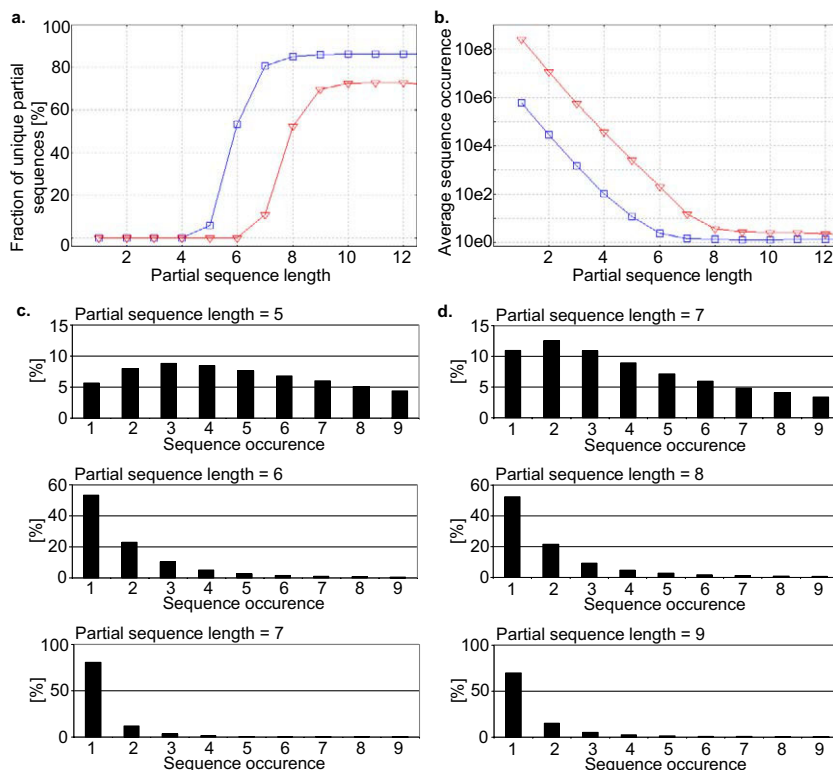 a.
100
80
60
40
20
0
Fraction of unique partial
sequences [%]
2 4 6 8 10 12
Partial sequence length
b.
10e8
10e6
10e4
10e2
10e0
Average sequence occurence
2 4 6 8 10 12
Partial sequence length
c.
Partial sequence length = 5
15
10
5
0
[%]
1 2 3 4 5 6 7 8 9
Sequence occurence
Partial sequence length = 6
60
40
20
0
[%]
1 2 3 4 5 6 7 8 9
Sequence occurence
Partial sequence length = 7
100
50
0
[%]
1 2 3 4 5 6 7 8 9
Sequence occurence
d.
Partial sequence length = 7
15
10
5
0
[%]
1 2 3 4 5 6 7 8 9
Sequence occurence
Partial sequence length = 8
60
40
20
0
[%]
1 2 3 4 5 6 7 8 9
Sequence occurence
Partial sequence length = 9
100
50
0
[%]
1 2 3 4 5 6 7 8 9
Sequence occurence